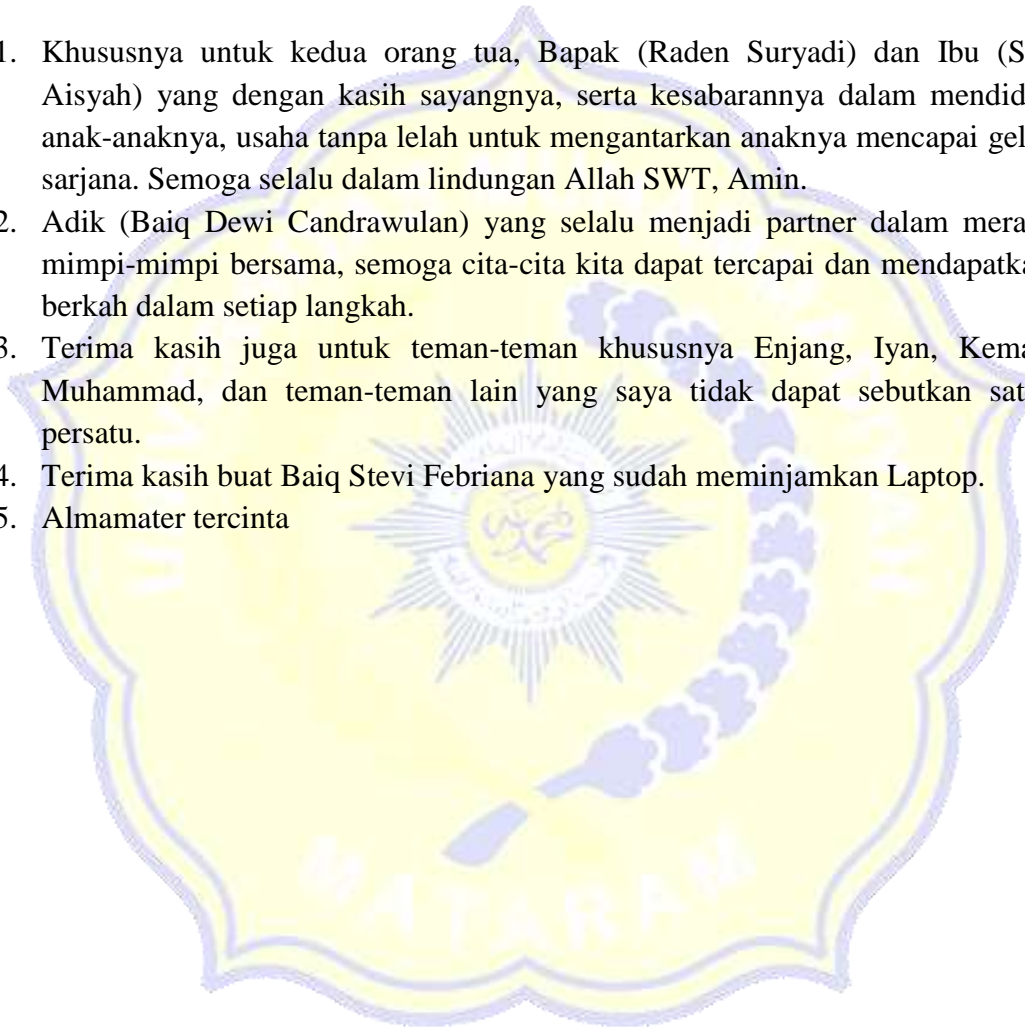 1. Khususnya untuk kedua orang tua, Bapak (Raden Suryadi) dan Ibu (S
Aisyah) yang dengan kasih sayangnya, serta kesabarannya dalam mendid
anak-anaknya, usaha tanpa lelah untuk mengantarkan anaknya mencapai gel
sarjana. Semoga selalu dalam lindungan Allah SWT, Amin.
2. Adik (Baiq Dewi Candrawulan) yang selalu menjadi partner dalam mera
mimpi-mimpi bersama, semoga cita-cita kita dapat tercapai dan mendapatka
berkah dalam setiap langkah.
3. Terima kasih juga untuk teman-teman khususnya Enjang, Iyan, Kema
Muhammad, dan teman-teman lain yang saya tidak dapat sebutkan sat
persatu.
4. Terima kasih buat Baiq Stevi Febriana yang sudah meminjamkan Laptop.
5. Almamater tercinta
MATARAM